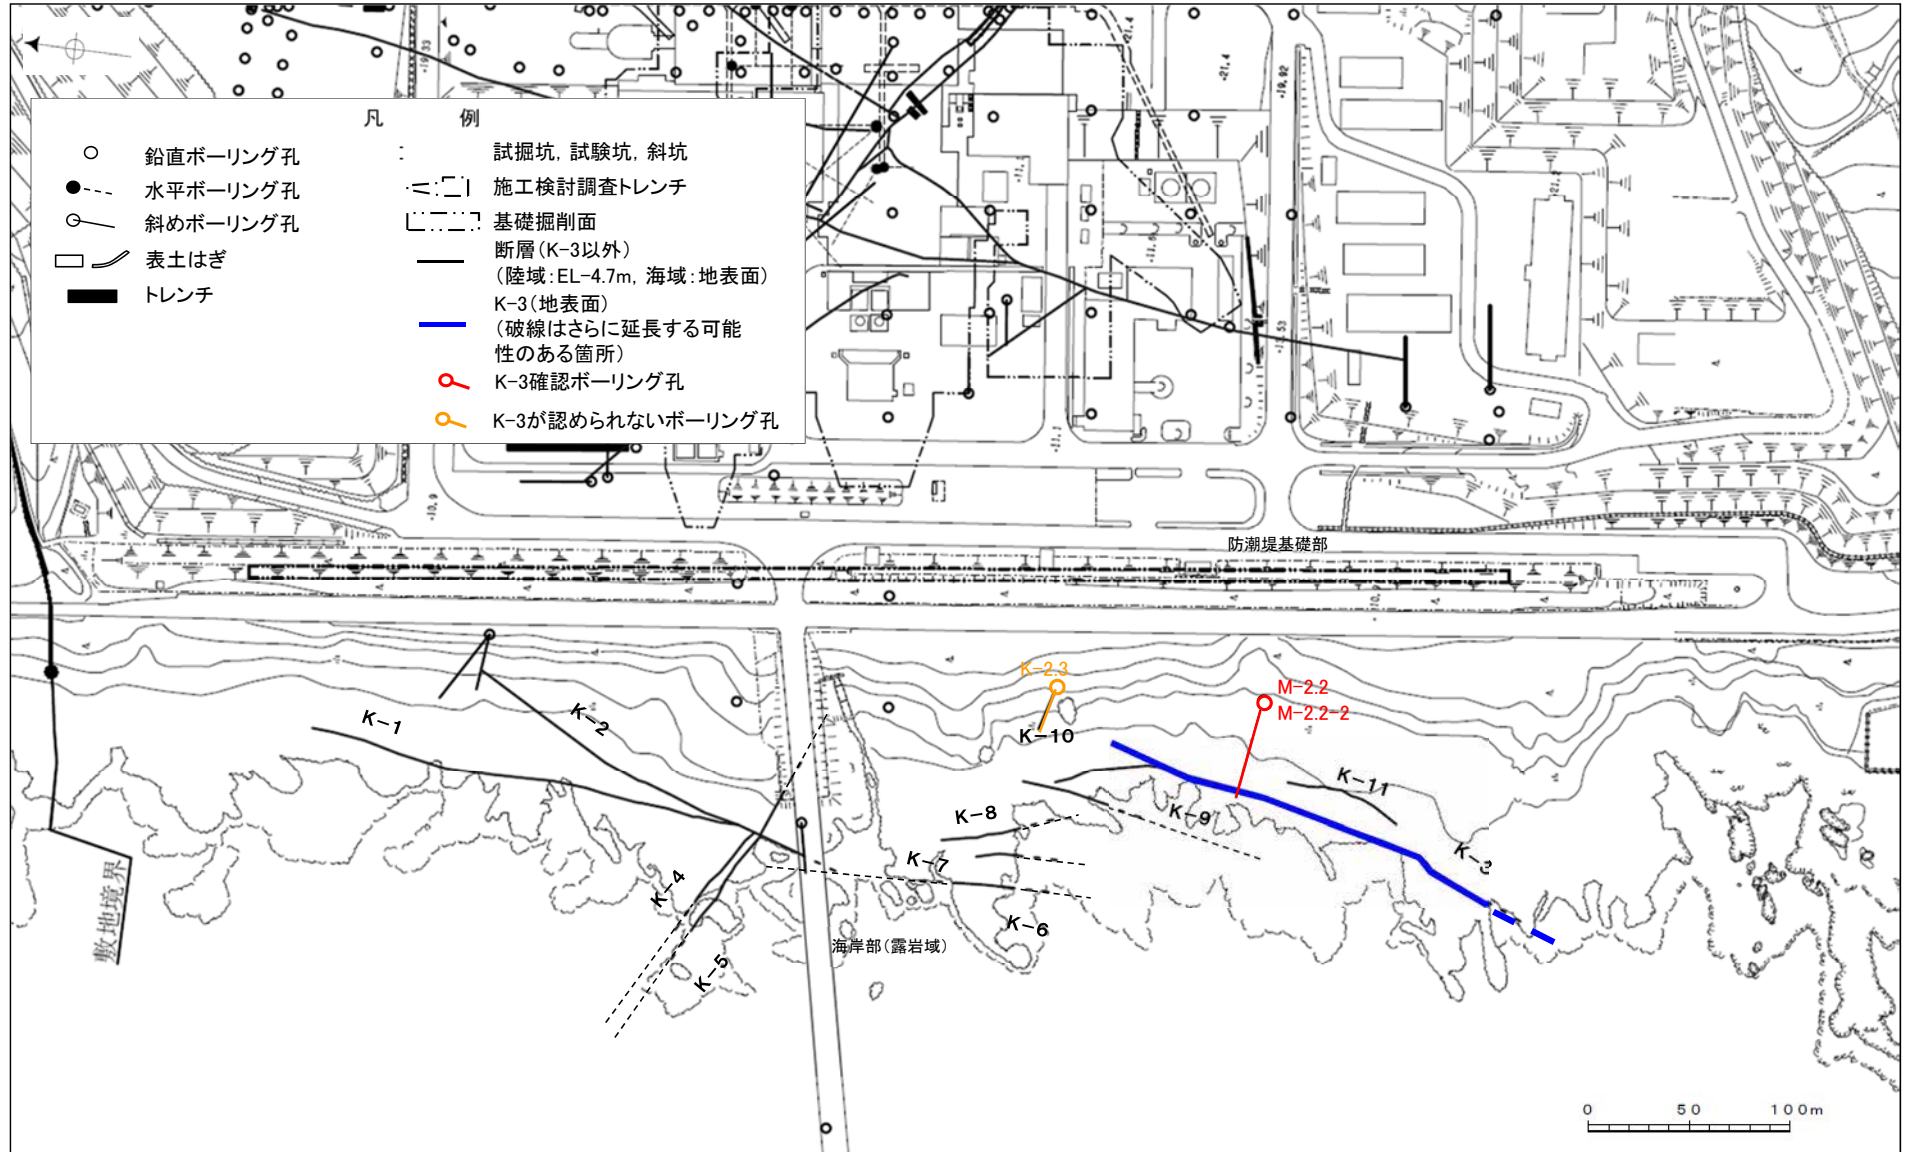 凡 例
鉛直ボーリング孔
水平ボーリング孔
斜めボーリング孔
表土はぎ
トレンチ
試掘坑, 試験坑, 斜坑
施工検討調査トレンチ
基礎掘削面
断層(K-3以外)
(陸域:EL-4.7m, 海域:地表面)
K-3(地表面)
(破線はさらに延長する可能
性のある箇所)
K-3確認ボーリング孔
K-3が認められないボーリング孔
防潮堤基礎部
K-2.3
K-10
M-2.2
M-2.2-2
K-1
K-2
K-11
K-9
K-8
K-7
K-3
K-4
K-6
K-5
海岸部(露岩域)
敷地境界
0 50 100m